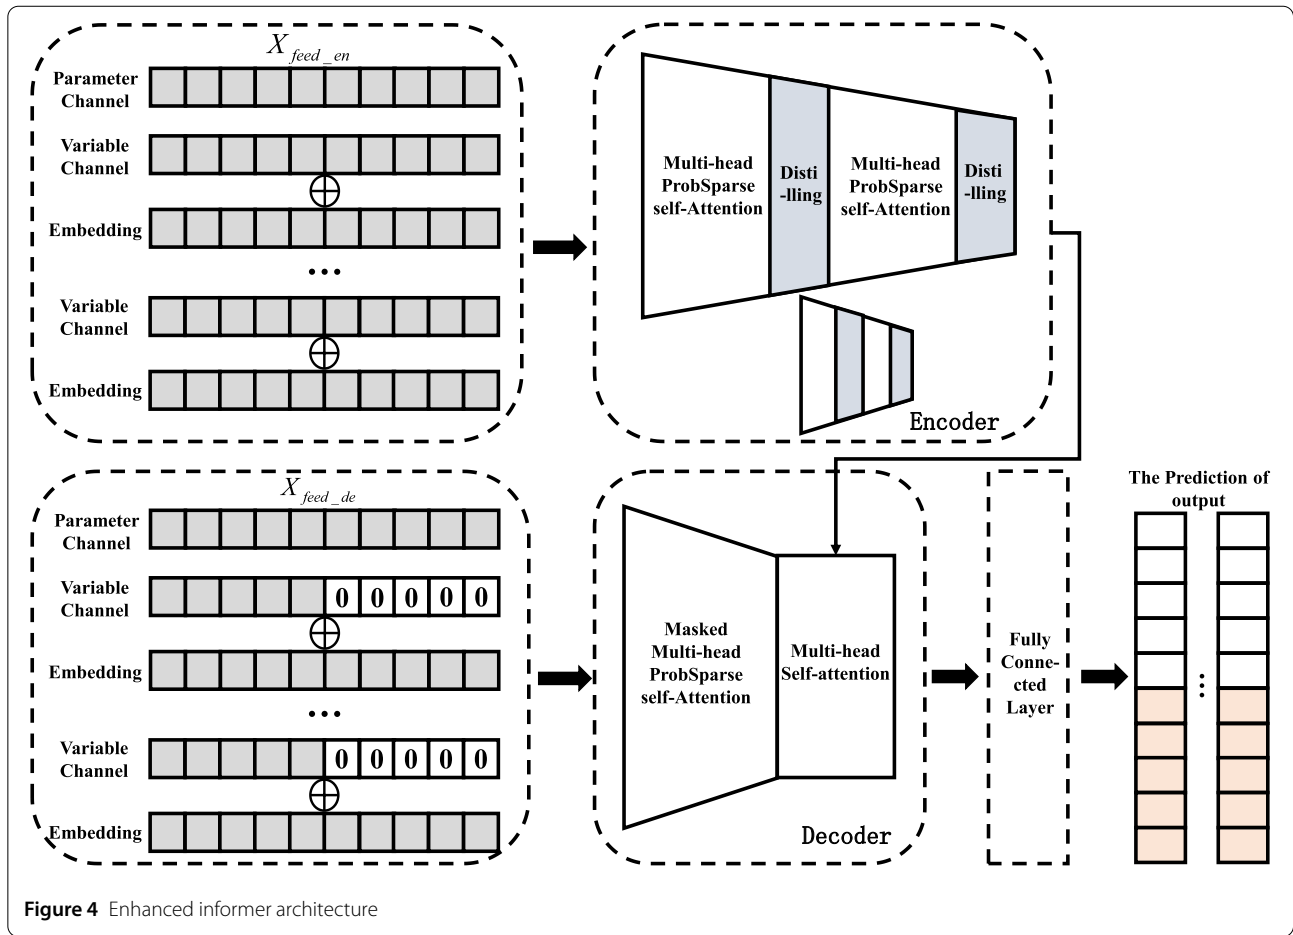 X feed_en
Parameter
Channel
Variable
Channel
Embedding
...
Variable
Channel
Embedding
Multi-head
ProbSparse
self-Attention
Disti
-lling
Multi-head
ProbSparse
self-Attention
Disti
-lling
Encoder
X feed_de
Parameter
Channel
Variable
Channel
0 0 0 0 0
Embedding
...
Variable
Channel
0 0 0 0 0
Embedding
Masked
Multi-head
ProbSparse
self-Attention
Multi-head
Self-attention
Decoder
Fully
Conne-
cted
Layer
The Prediction of
output
...
Figure 4 Enhanced informer architecture